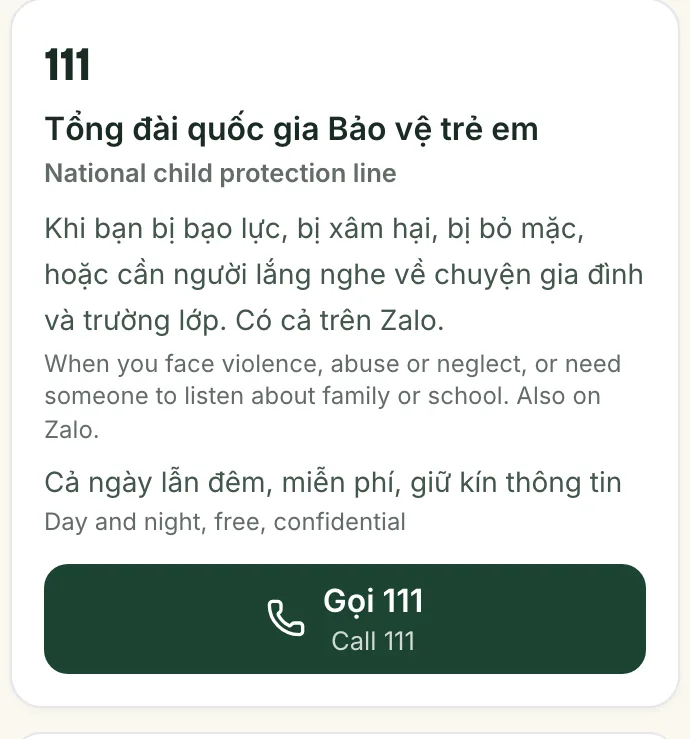 111
Tổng đài quốc gia Bảo vệ trẻ em
National child protection line
Khi bạn bị bạo lực, bị xâm hại, bị bỏ mặc,
hoặc cần người lắng nghe về chuyện gia đình
và trường lớp. Có cả trên Zalo.
When you face violence, abuse or neglect, or need
someone to listen about family or school. Also on
Zalo.
Cả ngày lẫn đêm, miễn phí, giữ kín thông tin
Day and night, free, confidential
Gọi 111
Call 111